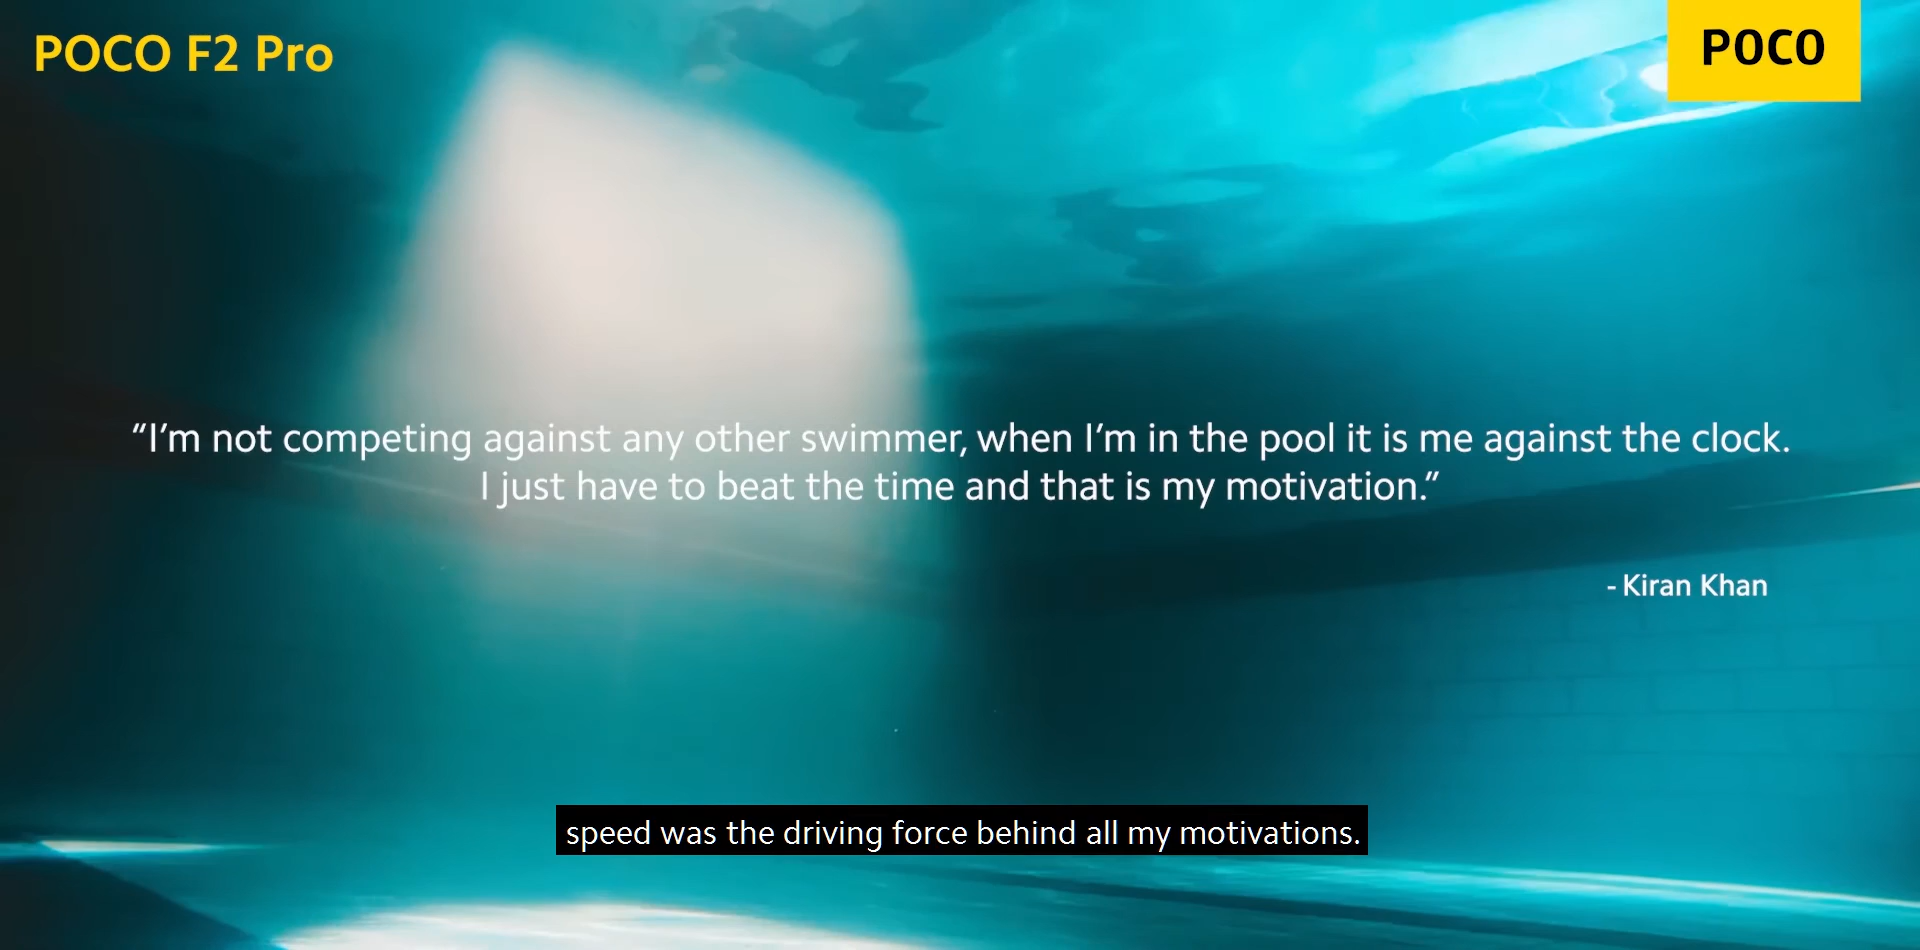 POCO F2 Pro
POCO
“I’m not competing against any other swimmer, when I’m in the pool it is me against the clock.
I just have to beat the time and that is my motivation.”
- Kiran Khan
speed was the driving force behind all my motivations.